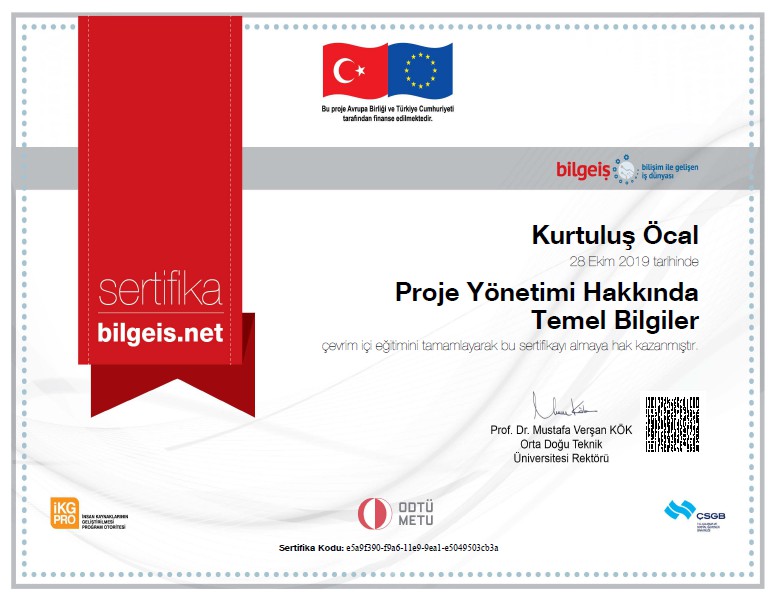 Bu proje Avrupa Birliği ve Türkiye Cumhuriyeti
tarafından finanse edilmektedir.
bilgeiş
bilişim ile gelişen
iş dünyası
Kurtuluş Öcal
28 Ekim 2019 tarihinde
Proje Yönetimi Hakkında
Temel Bilgiler
çevrim içi eğitimini tamamlayarak bu sertifikayı almaya hak kazanmıştır.
sertifika
bilgeis.net
Prof. Dr. Mustafa Verşan KÖK
Orta Doğu Teknik
Üniversitesi Rektörü
iKG
PRO
İNSAN KAYNAKLARININ
GELİŞTİRİLMESİ
PROGRAM OTORİTESİ
ODTÜ
METU
ÇSGB
Sertifika Kodu: e5a9f390-f9a6-11e9-9ea1-e5049503cb3a